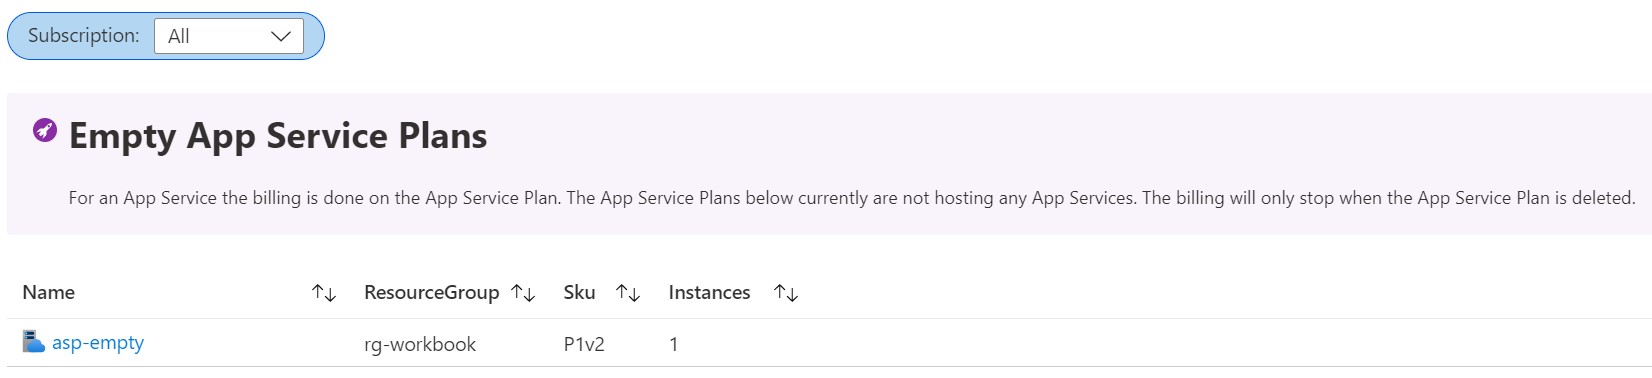 Subscription: All
Empty App Service Plans
For an App Service the billing is done on the App Service Plan. The App Service Plans below currently are not hosting any App Services. The billing will only stop when the App Service Plan is deleted.
Name ↑↓ ResourceGroup ↑↓ Sku ↑↓ Instances ↑↓
asp-empty rg-workbook P1v2 1